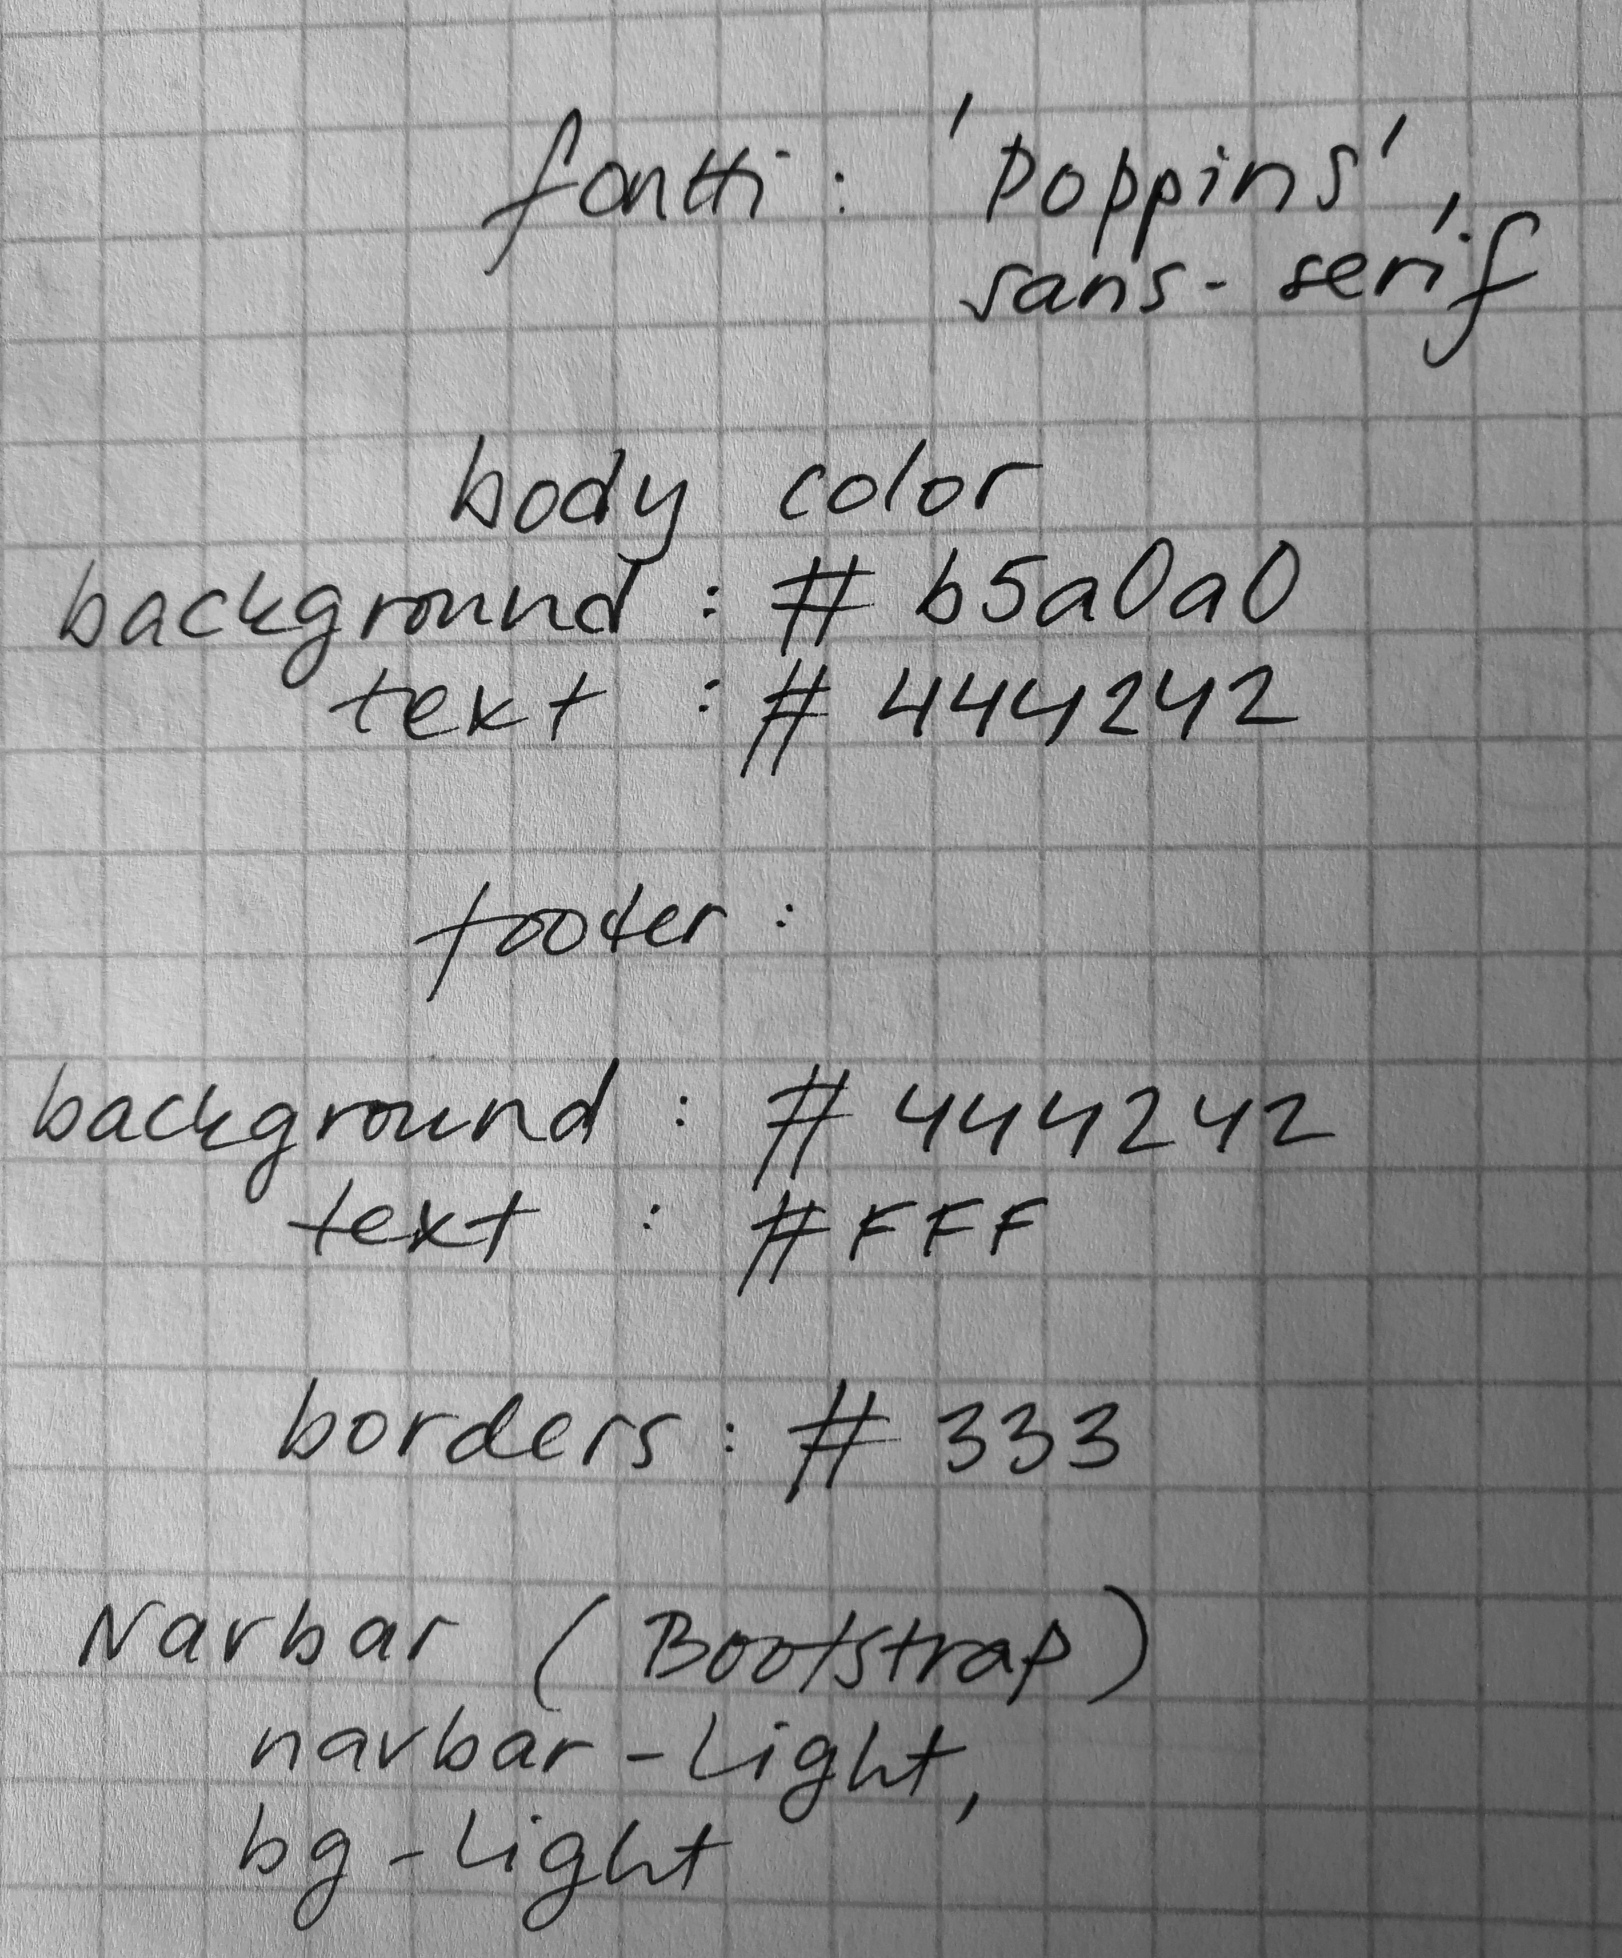 fontti: 'Poppins',
sans-serif
body color
background: #b5a0a0
text: #444242
footer:
background: #444242
text: #FFF
borders: #333
Navbar (Bootstrap)
navbar-light,
bg-light